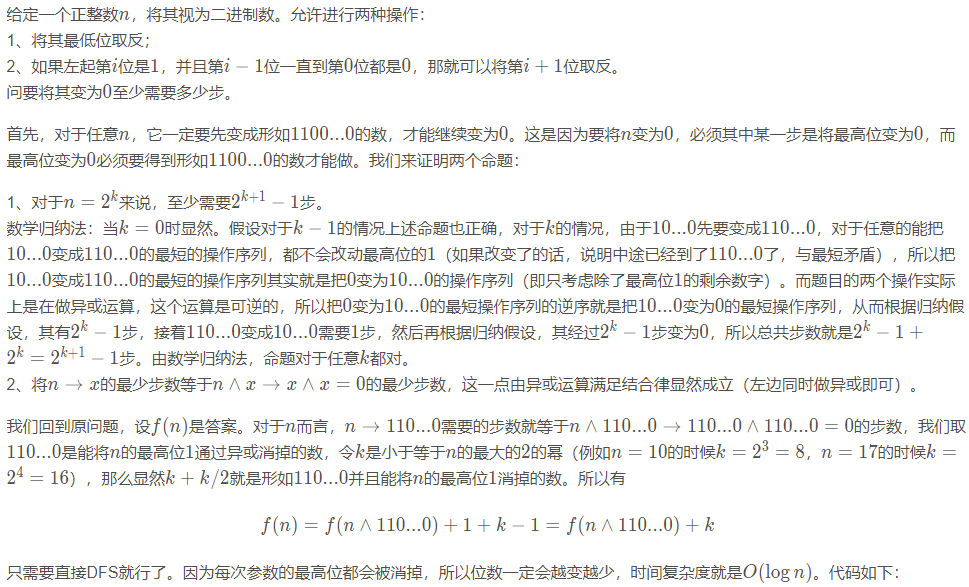 给定一个正整数n，将其视为二进制数。允许进行两种操作：
1、将其最低位取反；
2、如果左起第i位是1，并且第i − 1位一直到第0位都是0，那就可以将第i + 1位取反。
问要将其变为0至少需要多少步。
首先，对于任意n，它一定要先变成形如1100...0的数，才能继续变为0。这是因为要将n变为0，必须其中某一步是将最高位变为0，而
最高位变为0必须要得到形如1100...0的数才能做。我们来证明两个命题：
1、对于n = 2^k来说，至少需要2^{k+1} − 1步。
数学归纳法：当k = 0时显然。假设对于k − 1的情况上述命题也正确，对于k的情况，由于10...0先要变成110...0，对于任意的能把
10...0变成110...0的最短的操作序列，都不会改动最高位的1（如果改变了的话，说明中途已经到了110...0了，与最短矛盾），所以把
10...0变成110...0的最短的操作序列其实就是把0变为10...0的操作序列（即只考虑除了最高位1的剩余数字）。而题目的两个操作实际
上是在做异或运算，这个运算是可逆的，所以把0变为10...0的最短操作序列的逆序就是把10...0变为0的最短操作序列，从而根据归纳假
设，其有2^k − 1步，接着110...0变成10...0需要1步，然后再根据归纳假设，其经过2^k − 1步变为0，所以总共步数就是2^k − 1 +
2^k = 2^{k+1} − 1步。由数学归纳法，命题对于任意k都对。
2、将n → x的最少步数等于n ∧ x → x ∧ x = 0的最少步数，这一点由异或运算满足结合律显然成立（左边同时做异或即可）。
我们回到原问题，设f(n)是答案。对于n而言，n → 110...0需要的步数就等于n ∧ 110...0 → 110...0 ∧ 110...0 = 0的步数，我们取
110...0是能将n的最高位1通过异或消掉的数，令k是小于等于n的最大的2的幂（例如n = 10的时候k = 2^3 = 8，n = 17的时候k =
2^4 = 16），那么显然k + k/2就是形如110...0并且能将n的最高位1消掉的数。所以有
f(n) = f(n ∧ 110...0) + 1 + k − 1 = f(n ∧ 110...0) + k
只需要直接DFS就行了。因为每次参数的最高位都会被消掉，所以位数一定会越变越少，时间复杂度就是O(log n)。代码如下：